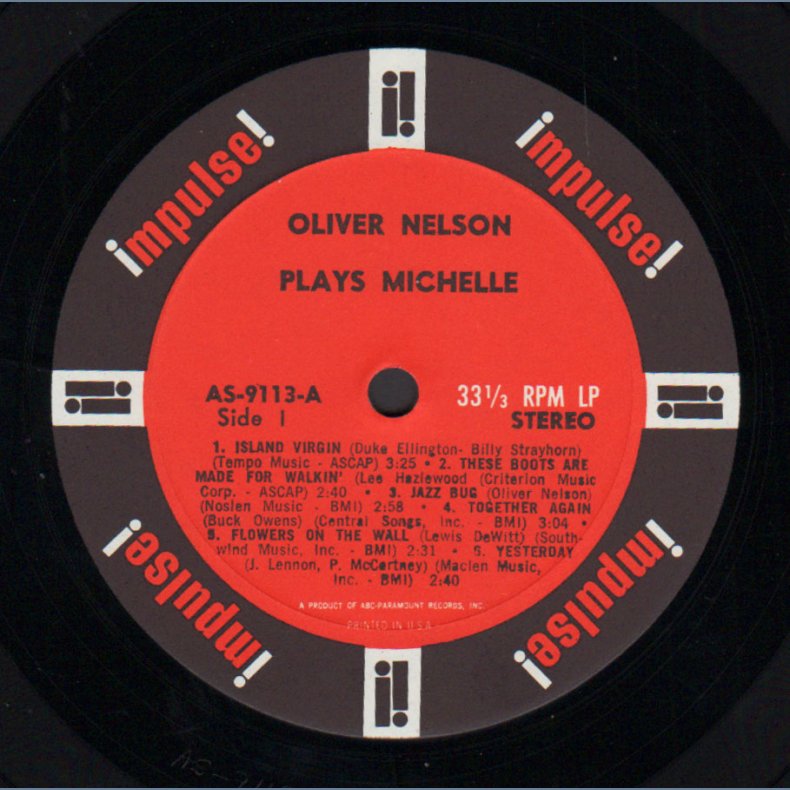 impulse!
impulse!
OLIVER NELSON
PLAYS MICHELLE
AS-9113-A
Side 1
33 1/3 RPM LP
STEREO
1. ISLAND VIRGIN (Duke Ellington- Billy Strayhorn)
(Tempo Music - ASCAP) 3:25 • 2. THESE BOOTS ARE
MADE FOR WALKIN' (Lee Hazlewood (Criterion Music
Corp. - ASCAP) 2:40 • 3. JAZZ BUG (Oliver Nelson)
(Noslen Music - BMI) 2:58 • 4. TOGETHER AGAIN
(Buck Owens) (Central Songs, Inc. - BMI) 3:04 •
5. FLOWERS ON THE WALL (Lewis DeWitt) (South-
wind Music, Inc. - BMI) 2:31 • 6. YESTERDAY
(J. Lennon, P. McCartney) (Maclen Music,
Inc. - BMI) 2:40
A PRODUCT OF ABC-PARAMOUNT RECORDS, INC.
PRINTED IN U.S.A.
impulse!
impulse!